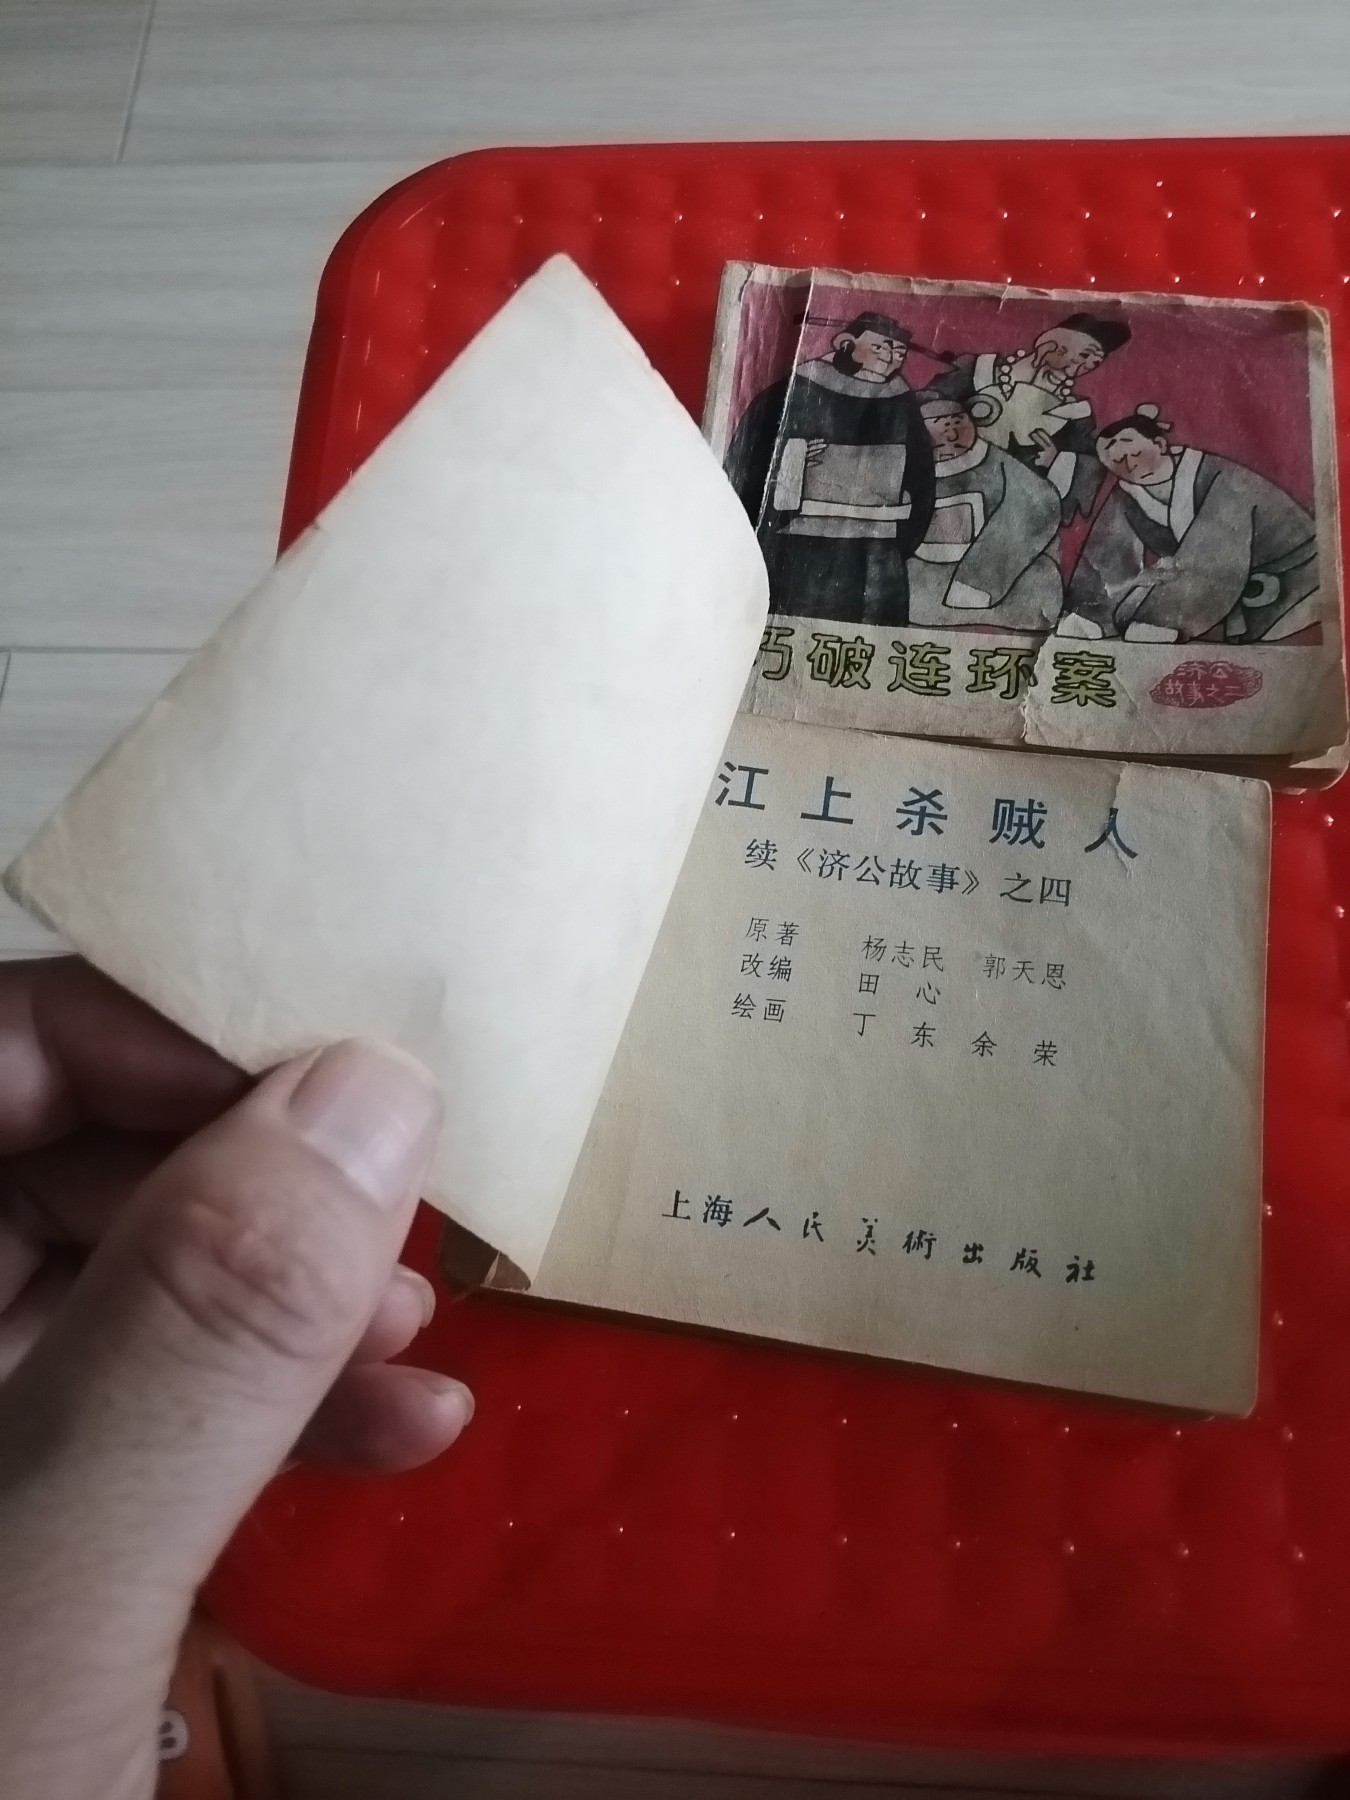 巧破连环案
济公
故事之三
江上杀贼人
续《济公故事》之四
原著 杨志民 郭天恩
改编 田心
绘画 丁东 余荣
上海人民美術出版社